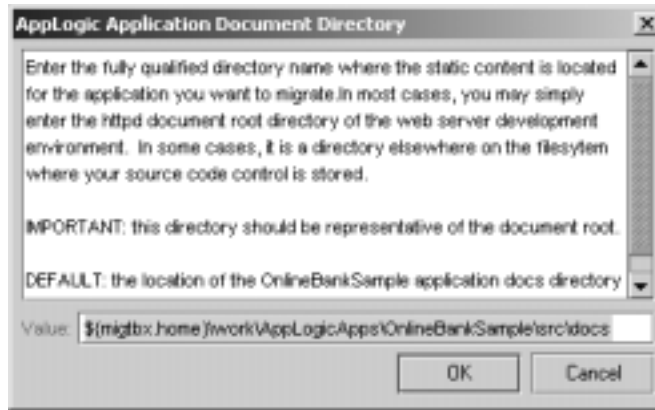 AppLogic Application Document Directory
Enter the fully qualified directory name where the static content is located
for the application you want to migrate.In most cases, you may simply
enter the httpd document root directory of the web server development
environment. In some cases, it is a directory elsewhere on the filesytem
where your source code control is stored.
IMPORTANT: this directory should be representative of the document root.
DEFAULT: the location of the OnlineBankSample application docs directory
Value: $(migtbx.home)\work\AppLogicApps\OnlineBankSample\src\docs
OK Cancel